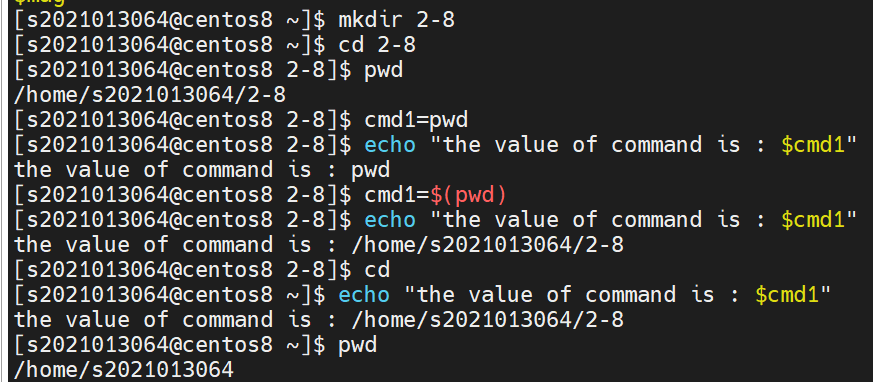 [s2021013064@centos8 ~]$ mkdir 2-8
[s2021013064@centos8 ~]$ cd 2-8
[s2021013064@centos8 2-8]$ pwd
/home/s2021013064/2-8
[s2021013064@centos8 2-8]$ cmd1=pwd
[s2021013064@centos8 2-8]$ echo "the value of command is : $cmd1"
the value of command is : pwd
[s2021013064@centos8 2-8]$ cmd1=$(pwd)
[s2021013064@centos8 2-8]$ echo "the value of command is : $cmd1"
the value of command is : /home/s2021013064/2-8
[s2021013064@centos8 2-8]$ cd
[s2021013064@centos8 ~]$ echo "the value of command is : $cmd1"
the value of command is : /home/s2021013064/2-8
[s2021013064@centos8 ~]$ pwd
/home/s2021013064